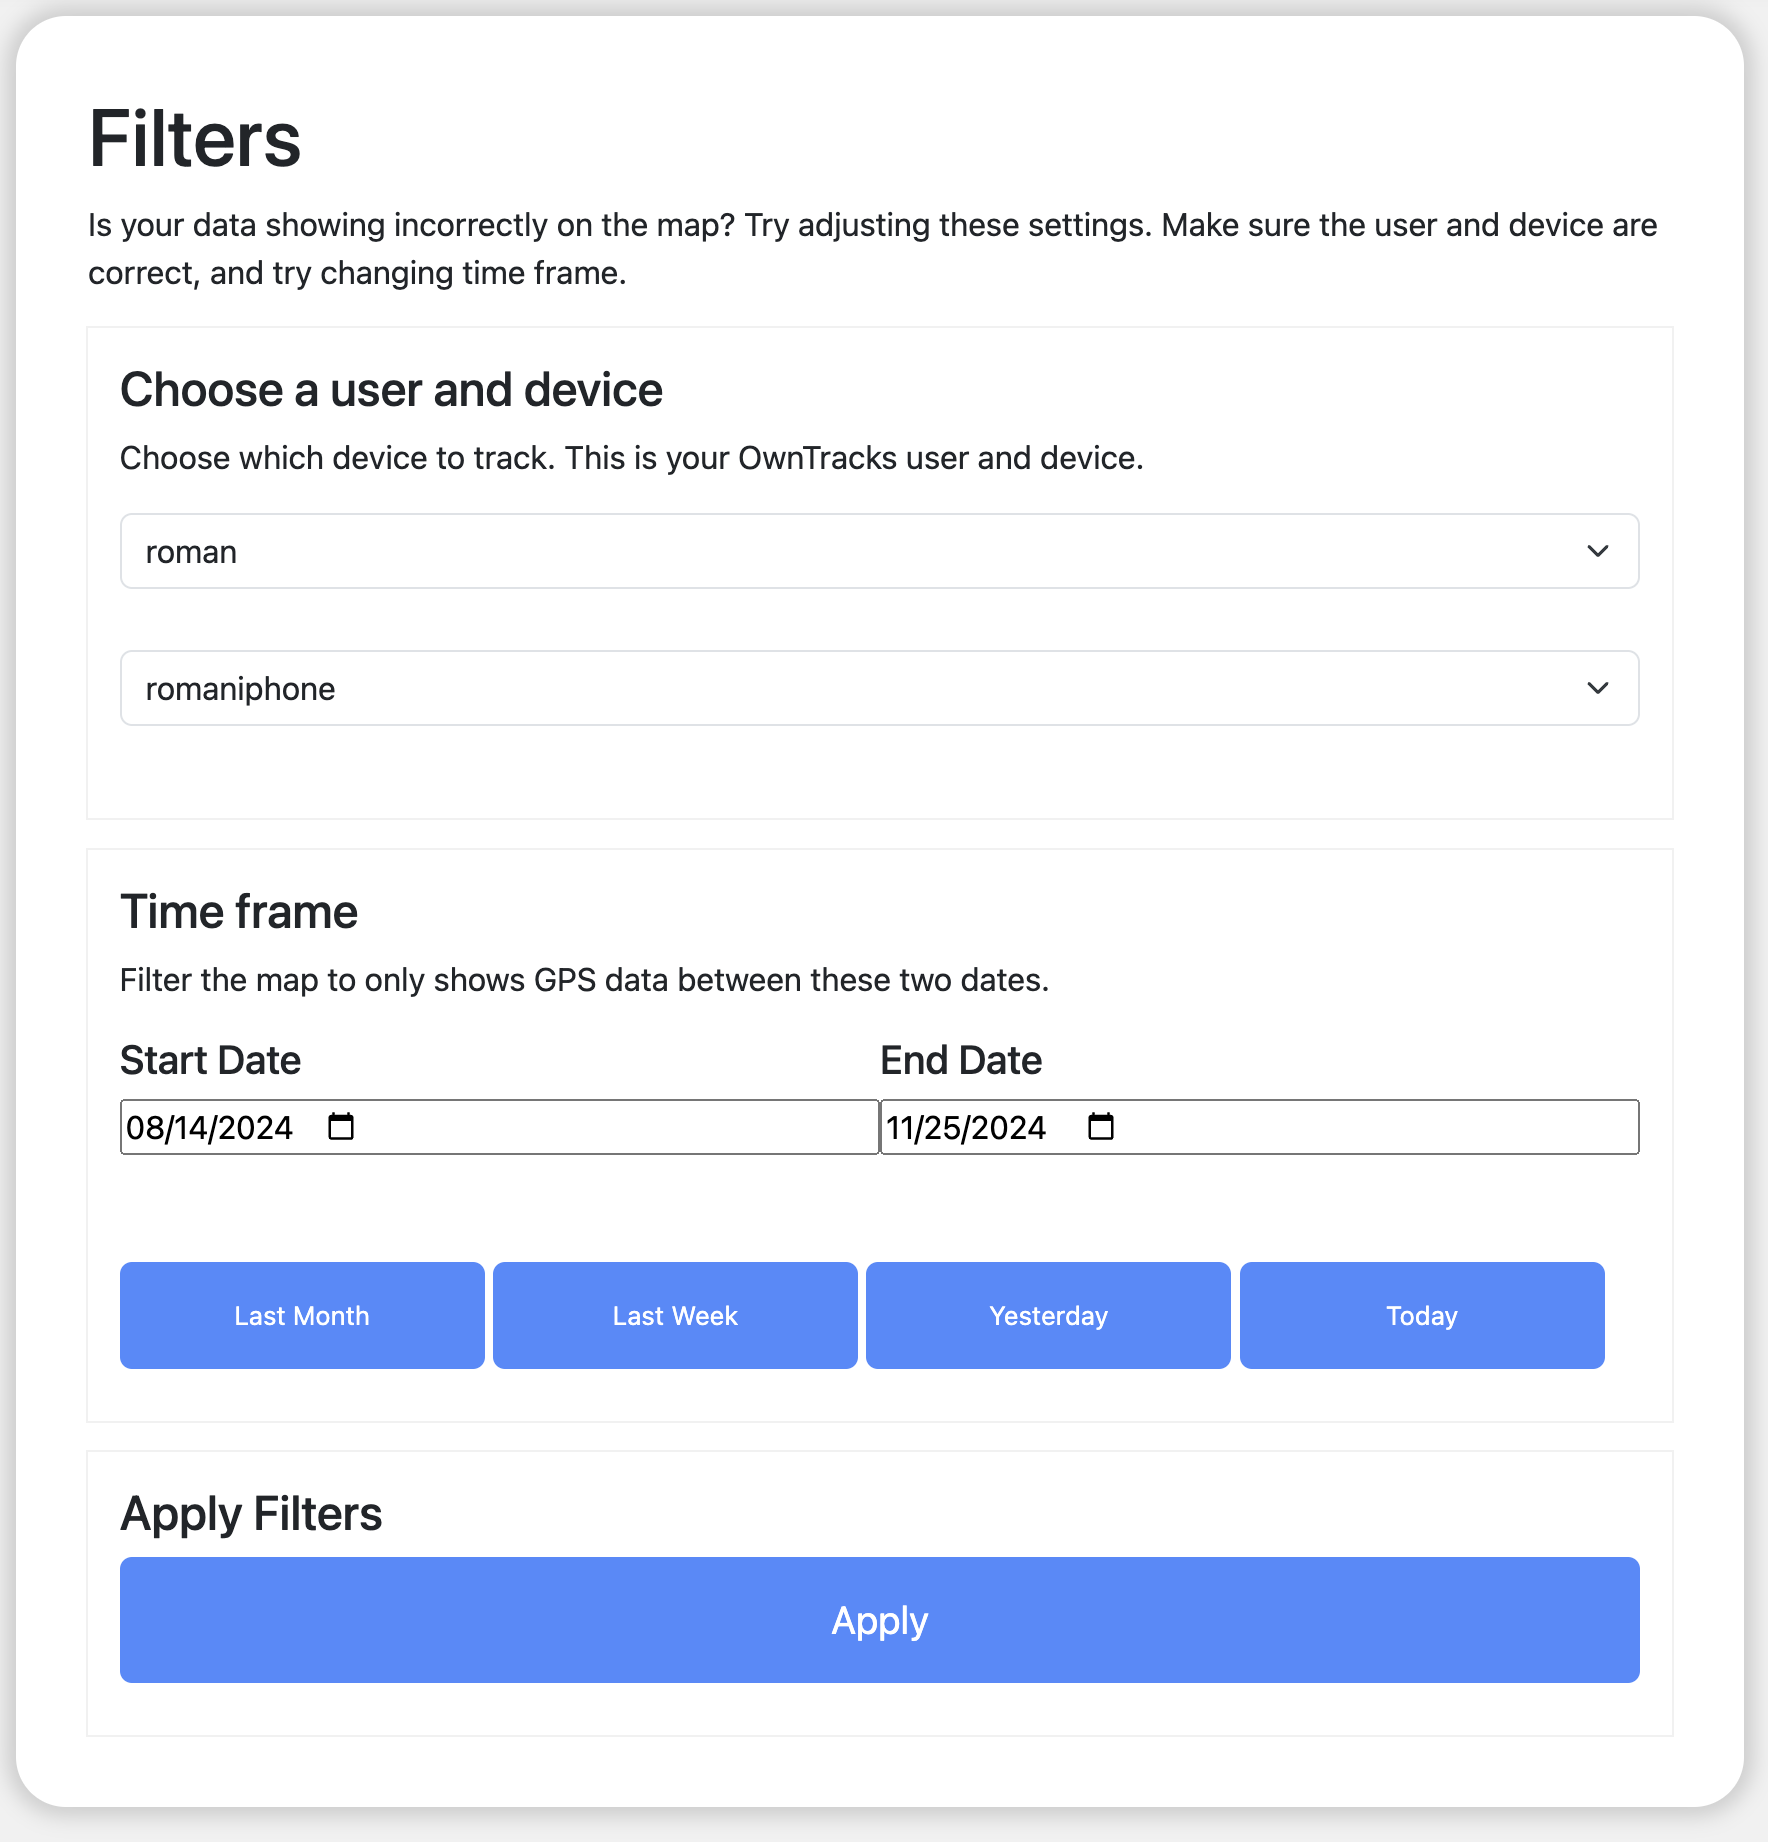 Filters
Is your data showing incorrectly on the map? Try adjusting these settings. Make sure the user and device are
correct, and try changing time frame.
Choose a user and device
Choose which device to track. This is your OwnTracks user and device.
roman
romaniphone
Time frame
Filter the map to only shows GPS data between these two dates.
Start Date
End Date
08/14/2024
11/25/2024
Last Month
Last Week
Yesterday
Today
Apply Filters
Apply